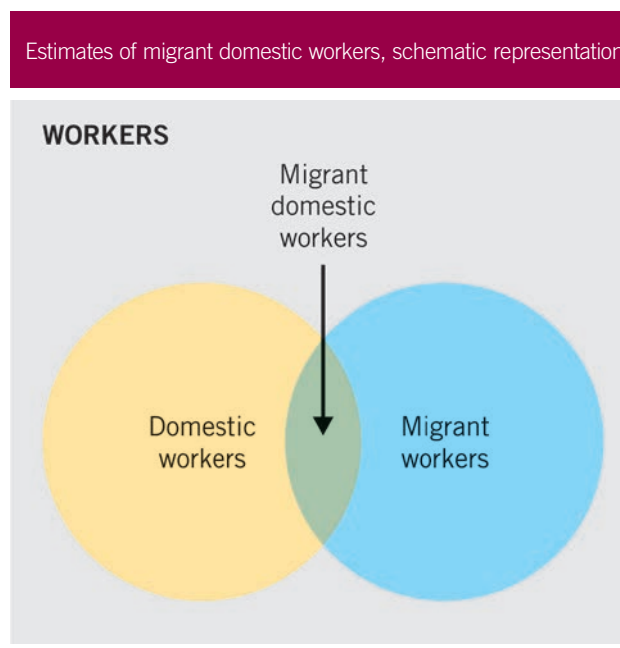 Estimates of migrant domestic workers, schematic representation
WORKERS
Migrant
domestic
workers
Domestic
workers
Migrant
workers